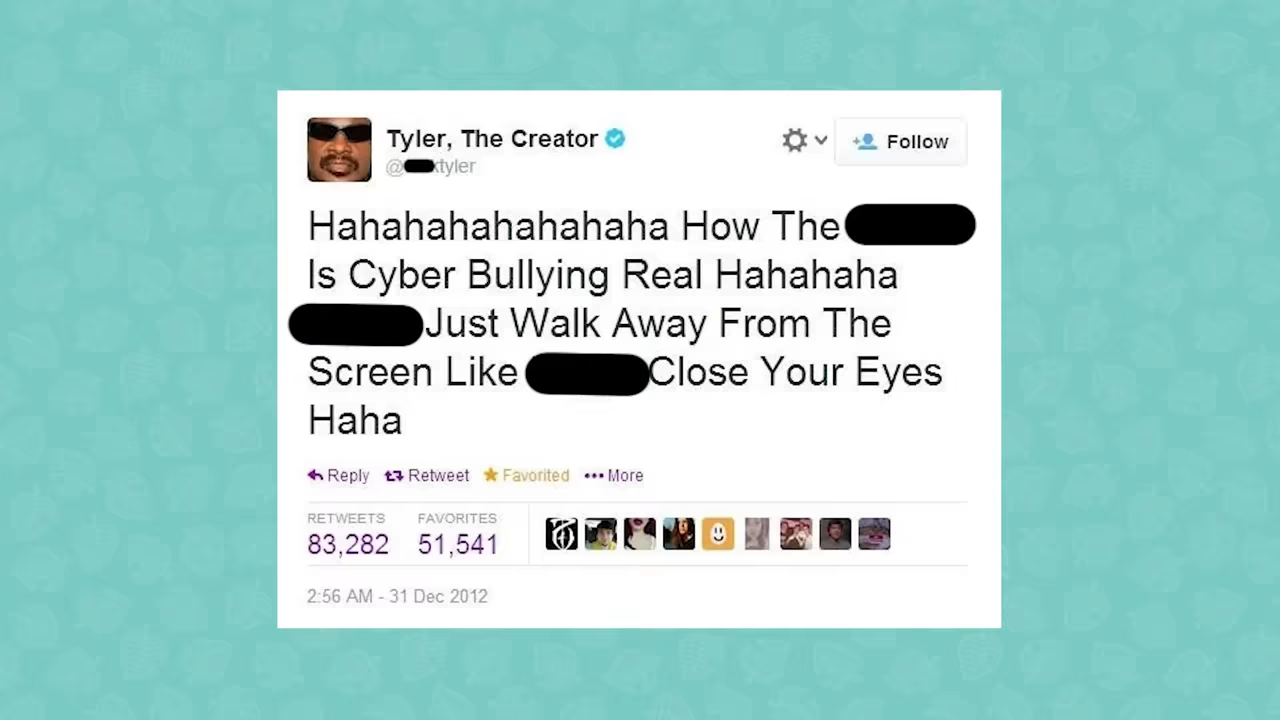 Tyler, The Creator
@ktyler
Follow
Hahahahahahahaha How The
Is Cyber Bullying Real Hahahaha
Just Walk Away From The
Screen Like Close Your Eyes
Haha
Reply Retweet Favorited More
RETWEETS FAVORITES
83,282 51,541
2:56 AM - 31 Dec 2012